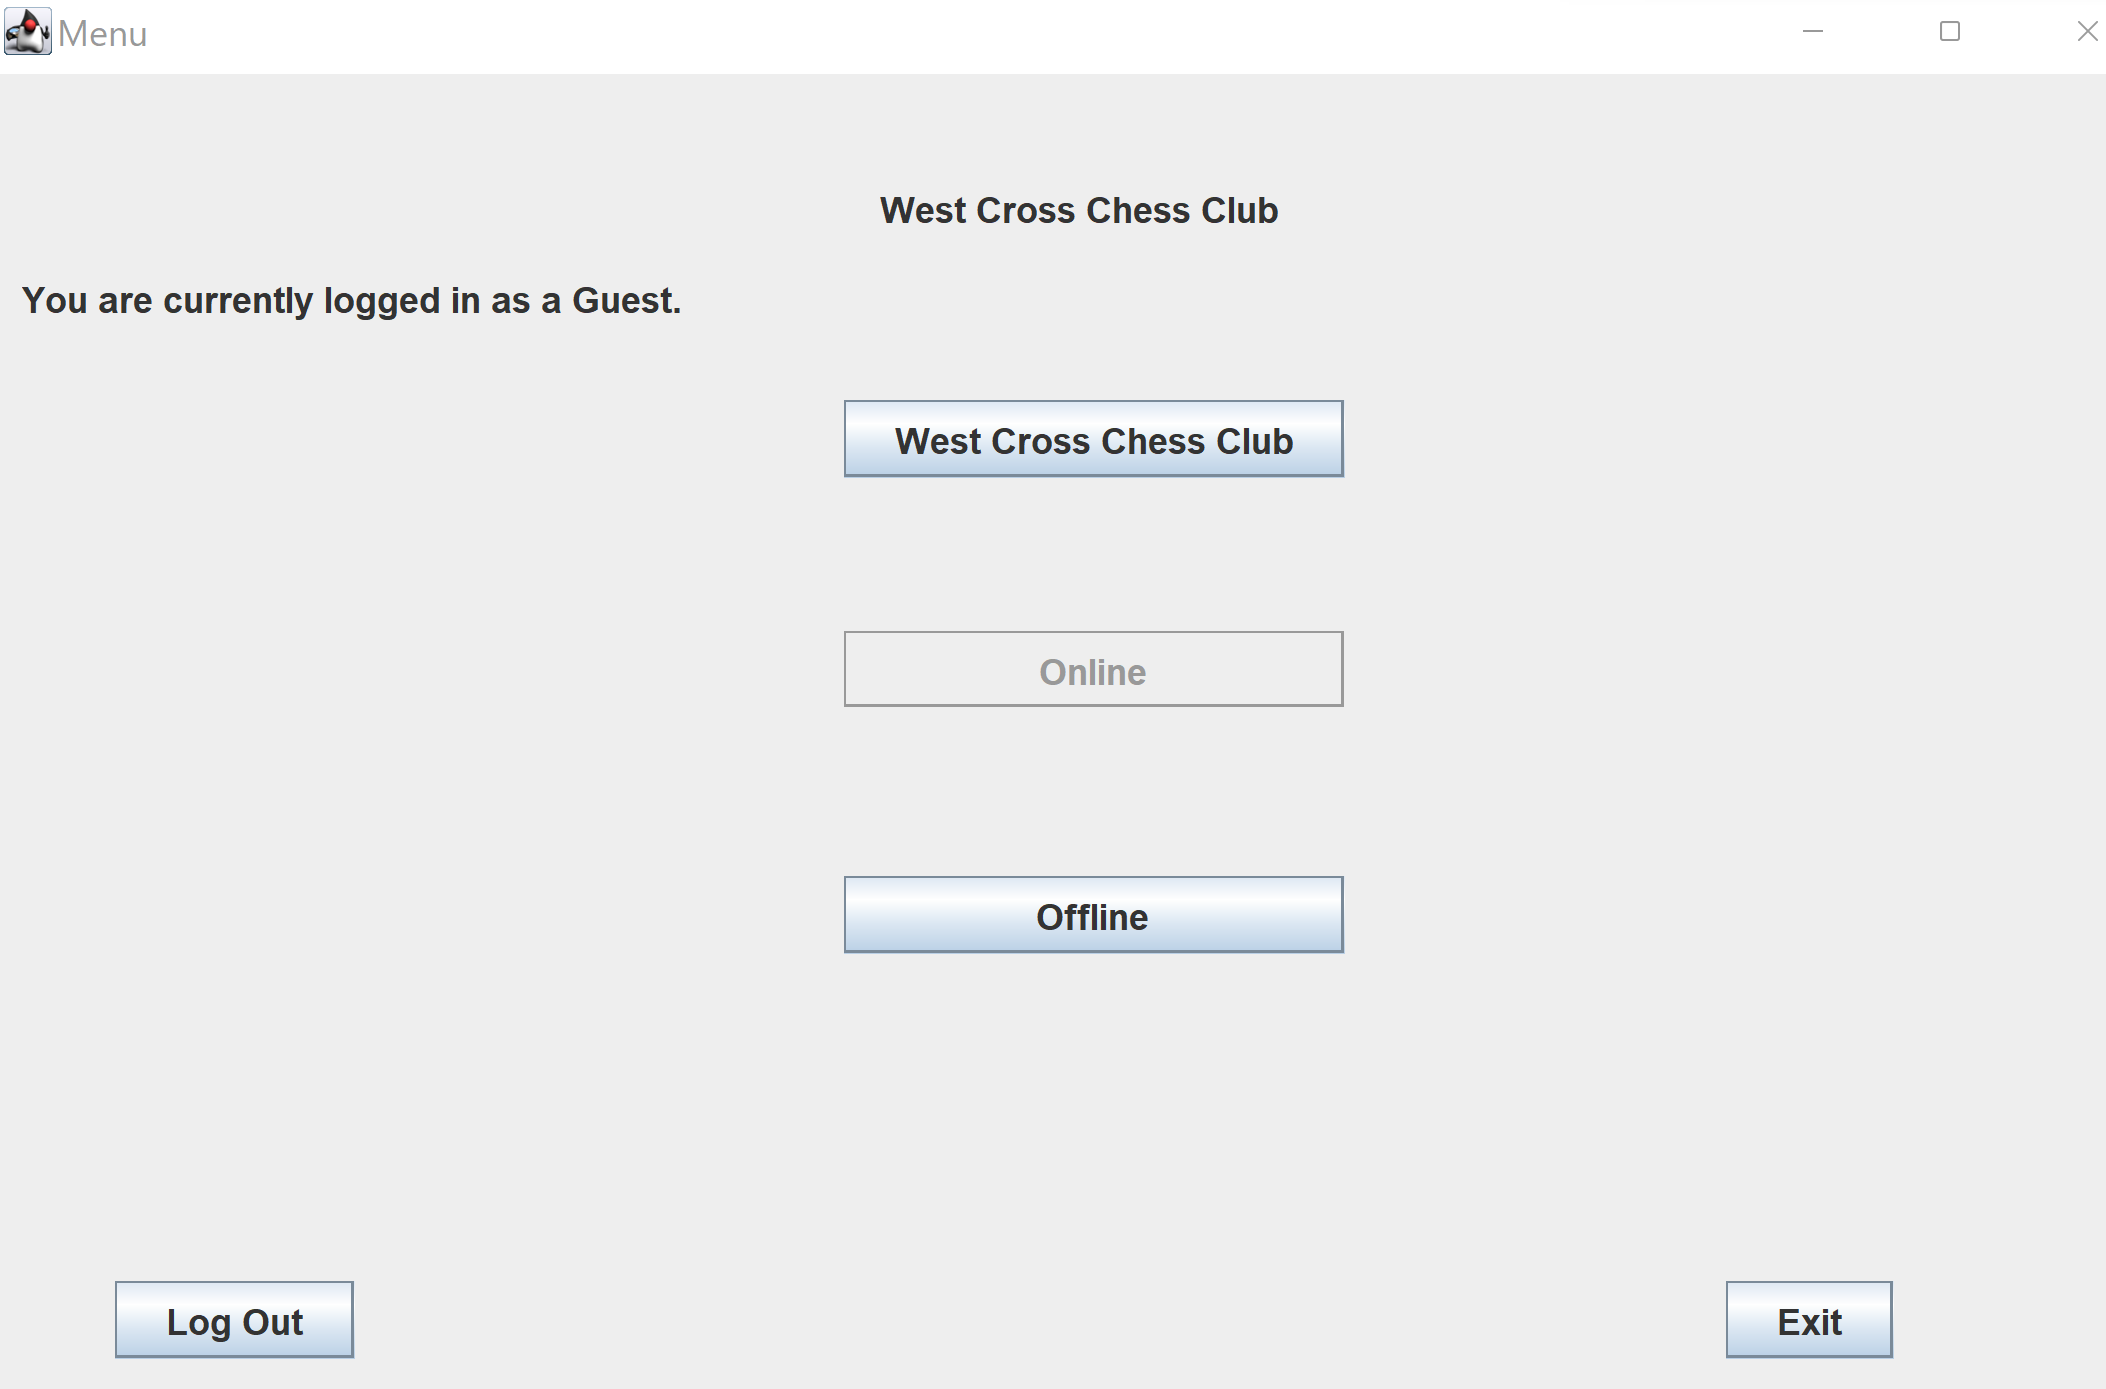 Menu
West Cross Chess Club
You are currently logged in as a Guest.
West Cross Chess Club
Online
Offline
Log Out
Exit